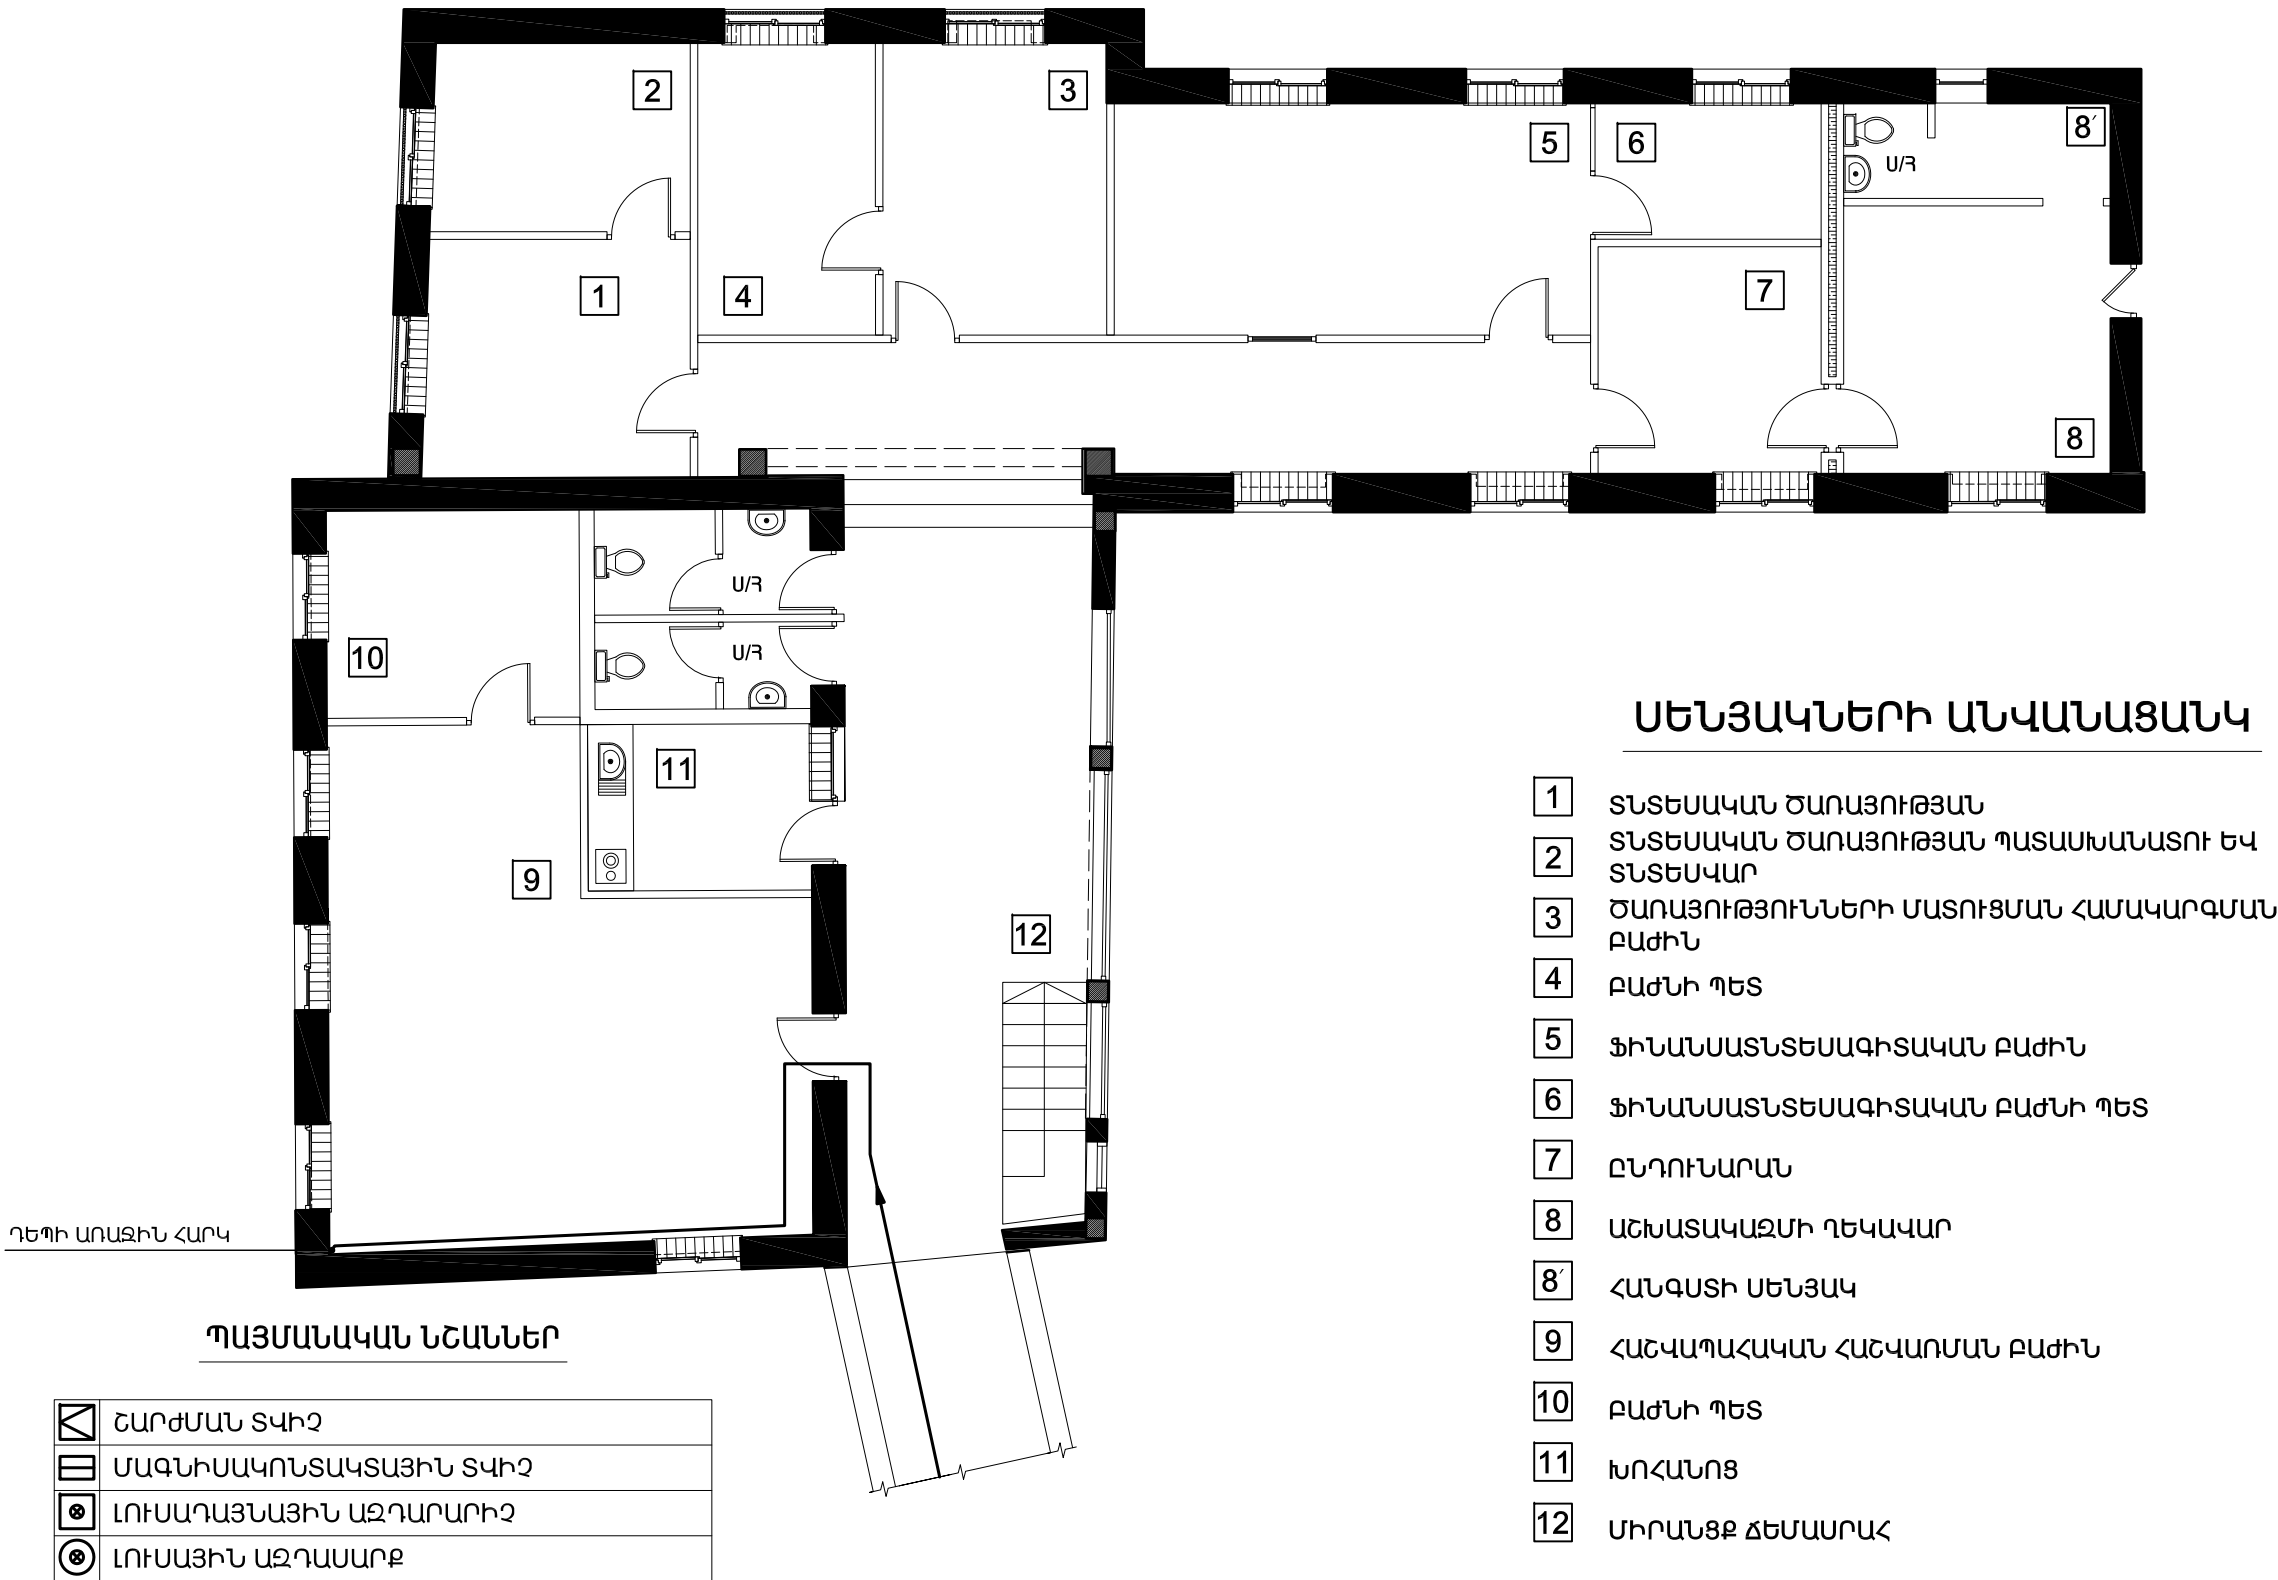 2
3
5
6
8′
Ս/Հ
1
4
7
8
Ս/Հ
10
Ս/Հ
11
9
12
ԴԵՊԻ ԱՌԱՋԻՆ ՀԱՐԿ
ՍԵՆՅԱԿՆԵՐԻ ԱՆՎԱՆԱՑԱՆԿ
1 ՏՆՏԵՍԱԿԱՆ ԾԱՌԱՅՈՒԹՅԱՆ
2 ՏՆՏԵՍԱԿԱՆ ԾԱՌԱՅՈՒԹՅԱՆ ՊԱՏԱՍԽԱՆԱՏՈՒ ԵՎ
ՏՆՏԵՍՎԱՐ
3 ԾԱՌԱՅՈՒԹՅՈՒՆՆԵՐԻ ՄԱՏՈՒՑՄԱՆ ՀԱՄԱԿԱՐԳՄԱՆ
ԲԱԺԻՆ
4 ԲԱԺՆԻ ՊԵՏ
5 ՖԻՆԱՆՍԱՏՆՏԵՍԱԳԻՏԱԿԱՆ ԲԱԺԻՆ
6 ՖԻՆԱՆՍԱՏՆՏԵՍԱԳԻՏԱԿԱՆ ԲԱԺՆԻ ՊԵՏ
7 ԸՆԴՈՒՆԱՐԱՆ
8 ԱՇԽԱՏԱԿԱԶՄԻ ՂԵԿԱՎԱՐ
8′ ՀԱՆԳՍՏԻ ՍԵՆՅԱԿ
9 ՀԱՇՎԱՊԱՀԱԿԱՆ ՀԱՇՎԱՌՄԱՆ ԲԱԺԻՆ
10 ԲԱԺՆԻ ՊԵՏ
11 ԽՈՀԱՆՈՑ
12 ՄԻՐԱՆՑՔ ՃԵՄԱՍՐԱՀ
ՊԱՅՄԱՆԱԿԱՆ ՆՇԱՆՆԵՐ
ՇԱՐԺՄԱՆ ՏՎԻՉ
ՄԱԳՆԻՍԱԿՈՆՏԱԿՏԱՅԻՆ ՏՎԻՉ
ԼՈՒՍԱԴԱՅՆԱՅԻՆ ԱԶԴԱՐԱՐԻՉ
ԼՈՒՍԱՅԻՆ ԱԶԴԱՍԱՐՔ